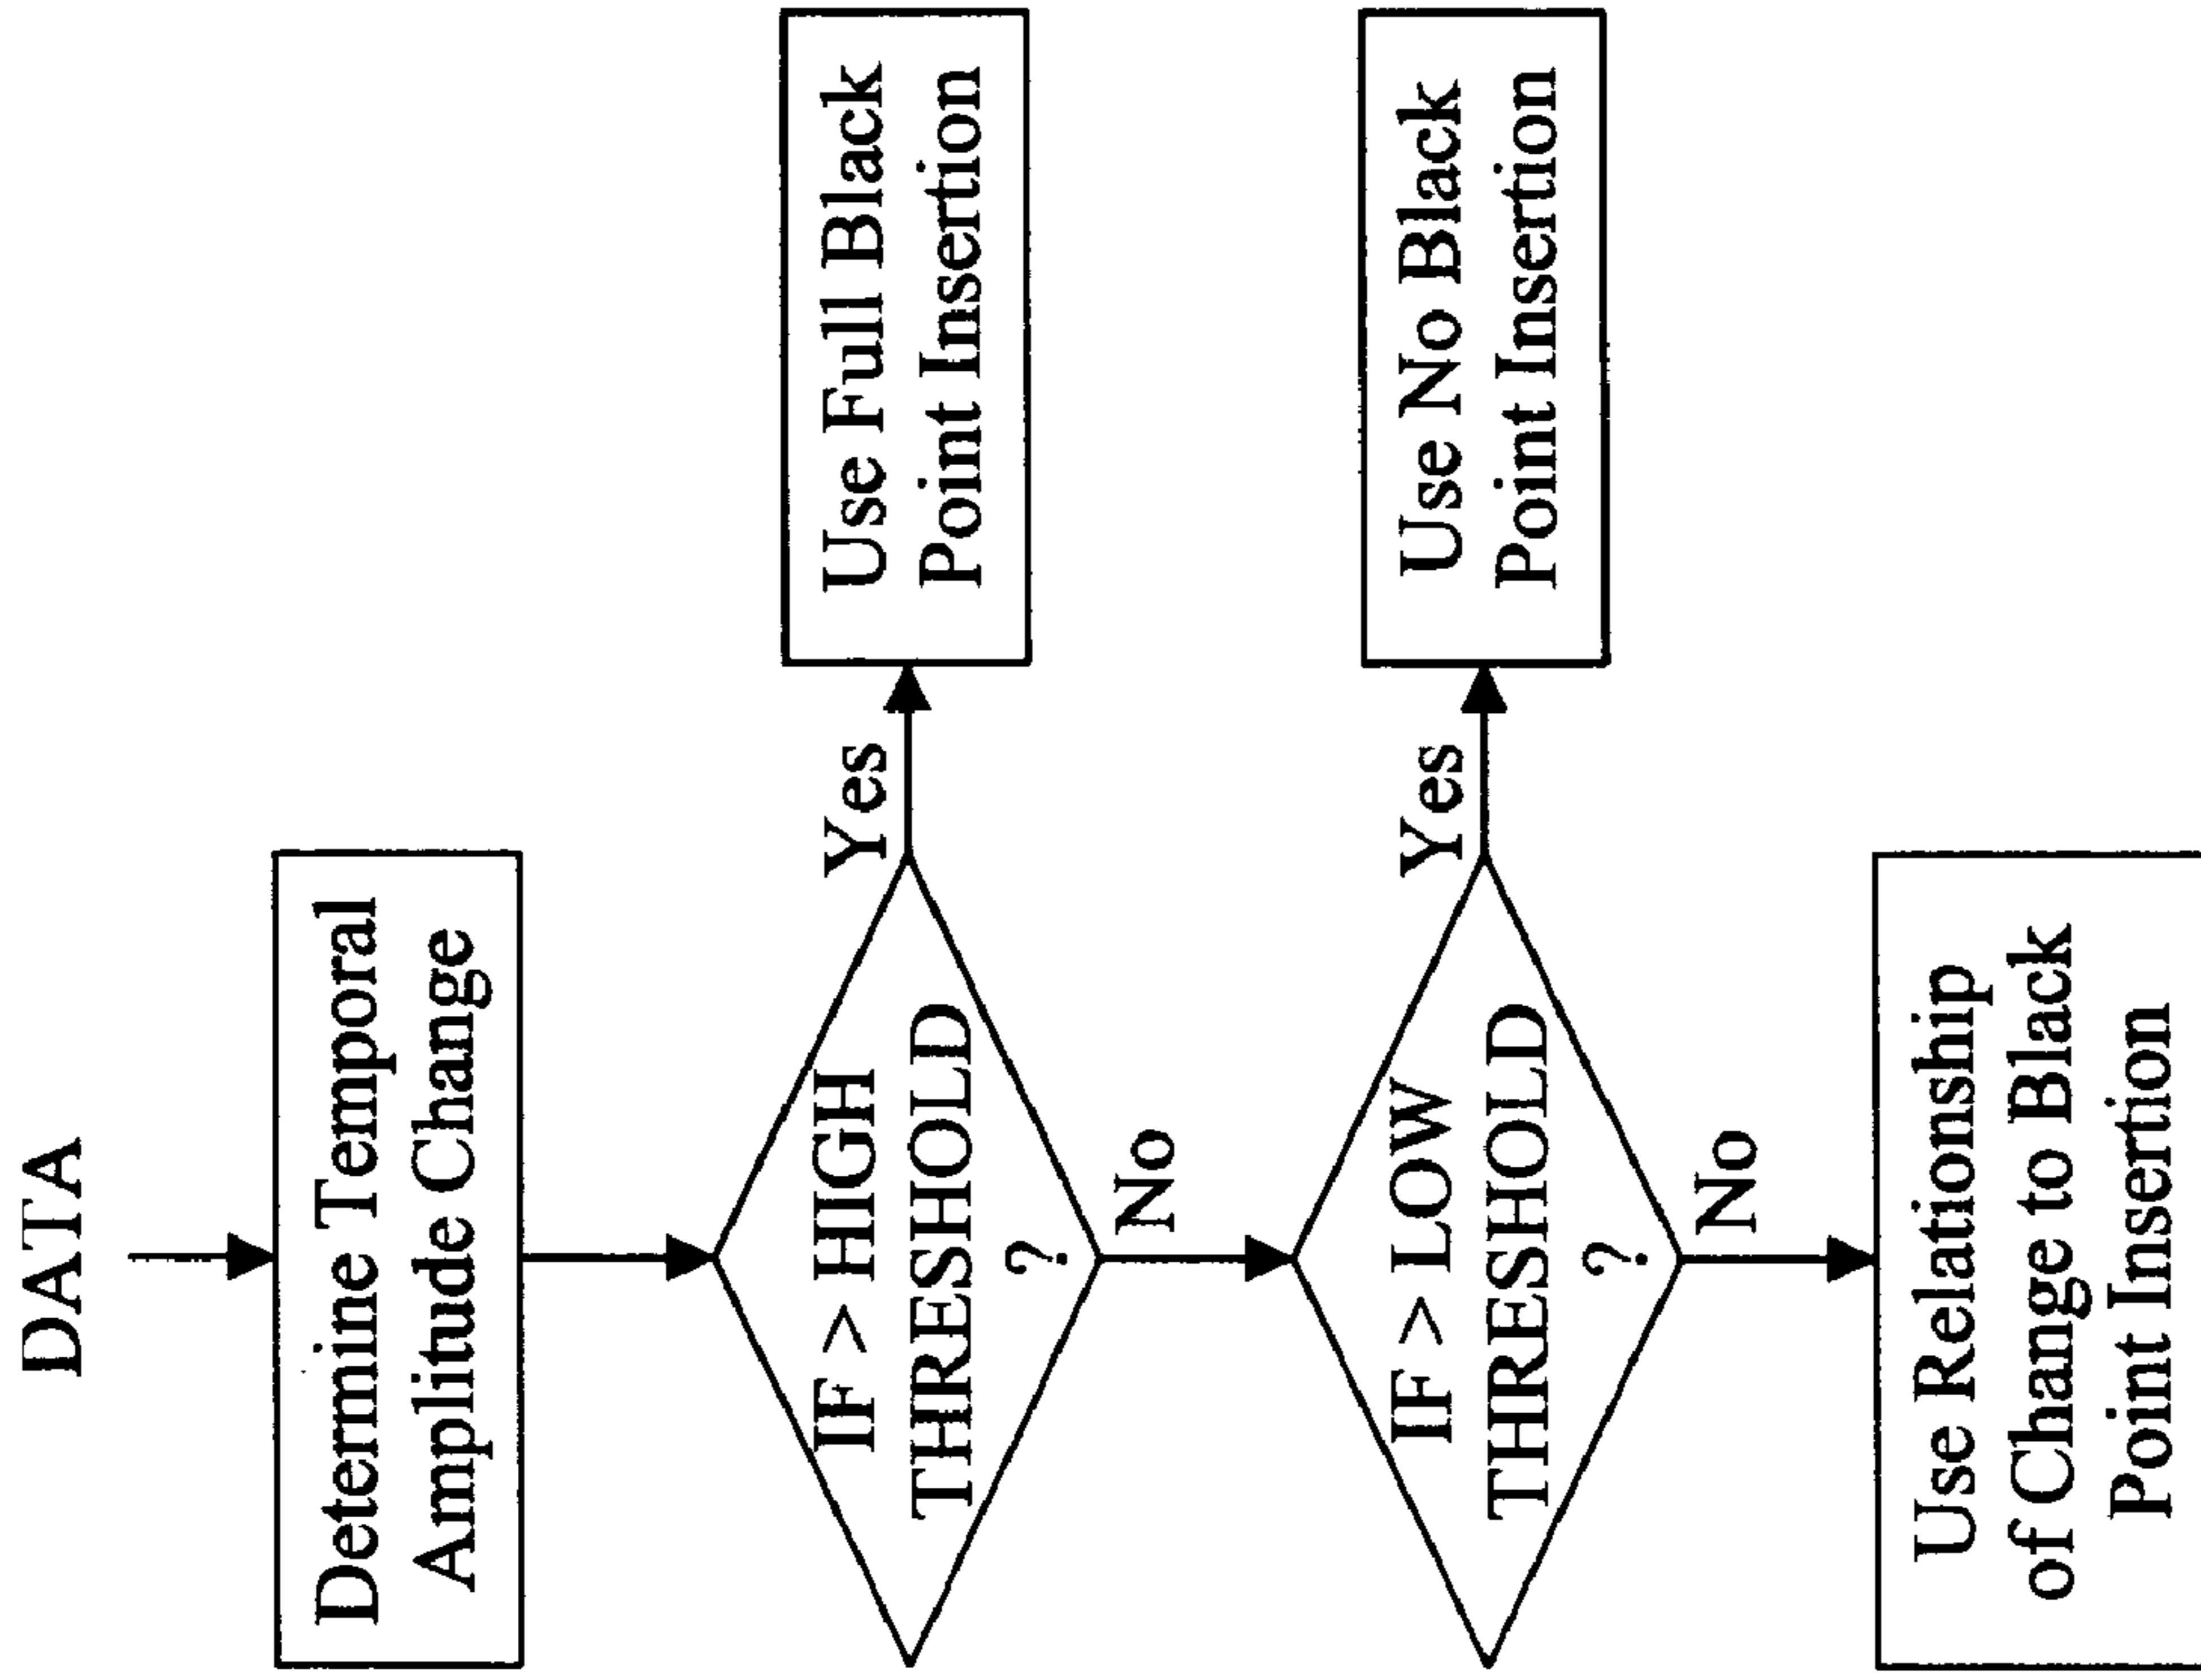 DATA
Determine Temporal
Amplitude Change
IF > HIGH
THRESHOLD
?
Yes
Use Full Black
Point Insertion
No
IF > LOW
THRESHOLD
?
Yes
Use No Black
Point Insertion
No
Use Relationship
of Change to Black
Point Insertion